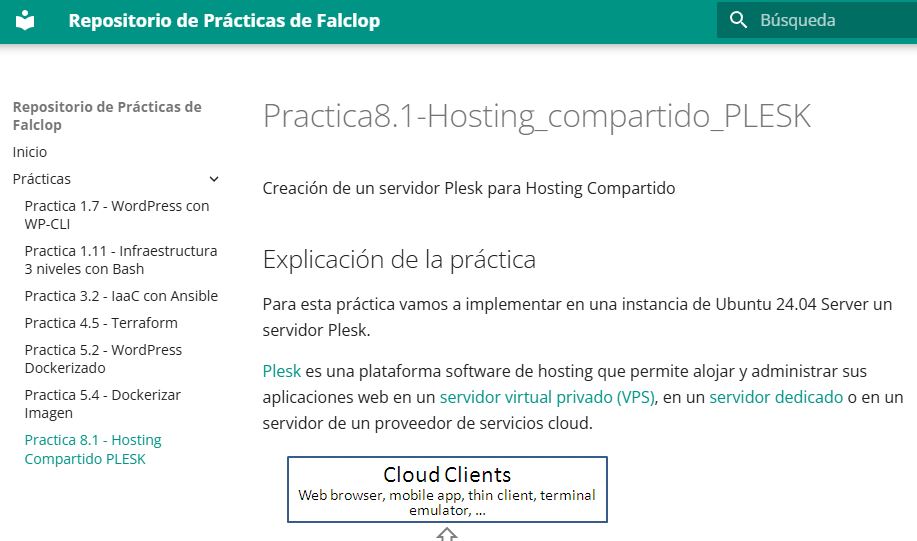 Repositorio de Prácticas de Falclop
Búsqueda
Repositorio de Prácticas de
Falclop
Inicio
Prácticas
Practica 1.7 - WordPress con
WP-CLI
Practica 1.11 - Infraestructura
3 niveles con Bash
Practica 3.2 - IaaC con Ansible
Practica 4.5 - Terraform
Practica 5.2 - WordPress
Dockerizado
Practica 5.4 - Dockerizar
Imagen
Practica 8.1 - Hosting
Compartido PLESK
Practica8.1-Hosting_compartido_PLESK
Creación de un servidor Plesk para Hosting Compartido
Explicación de la práctica
Para esta práctica vamos a implementar en una instancia de Ubuntu 24.04 Server un
servidor Plesk.
Plesk es una plataforma software de hosting que permite alojar y administrar sus
aplicaciones web en un servidor virtual privado (VPS), en un servidor dedicado o en un
servidor de un proveedor de servicios cloud.
Cloud Clients
Web browser, mobile app, thin client, terminal
emulator, ...